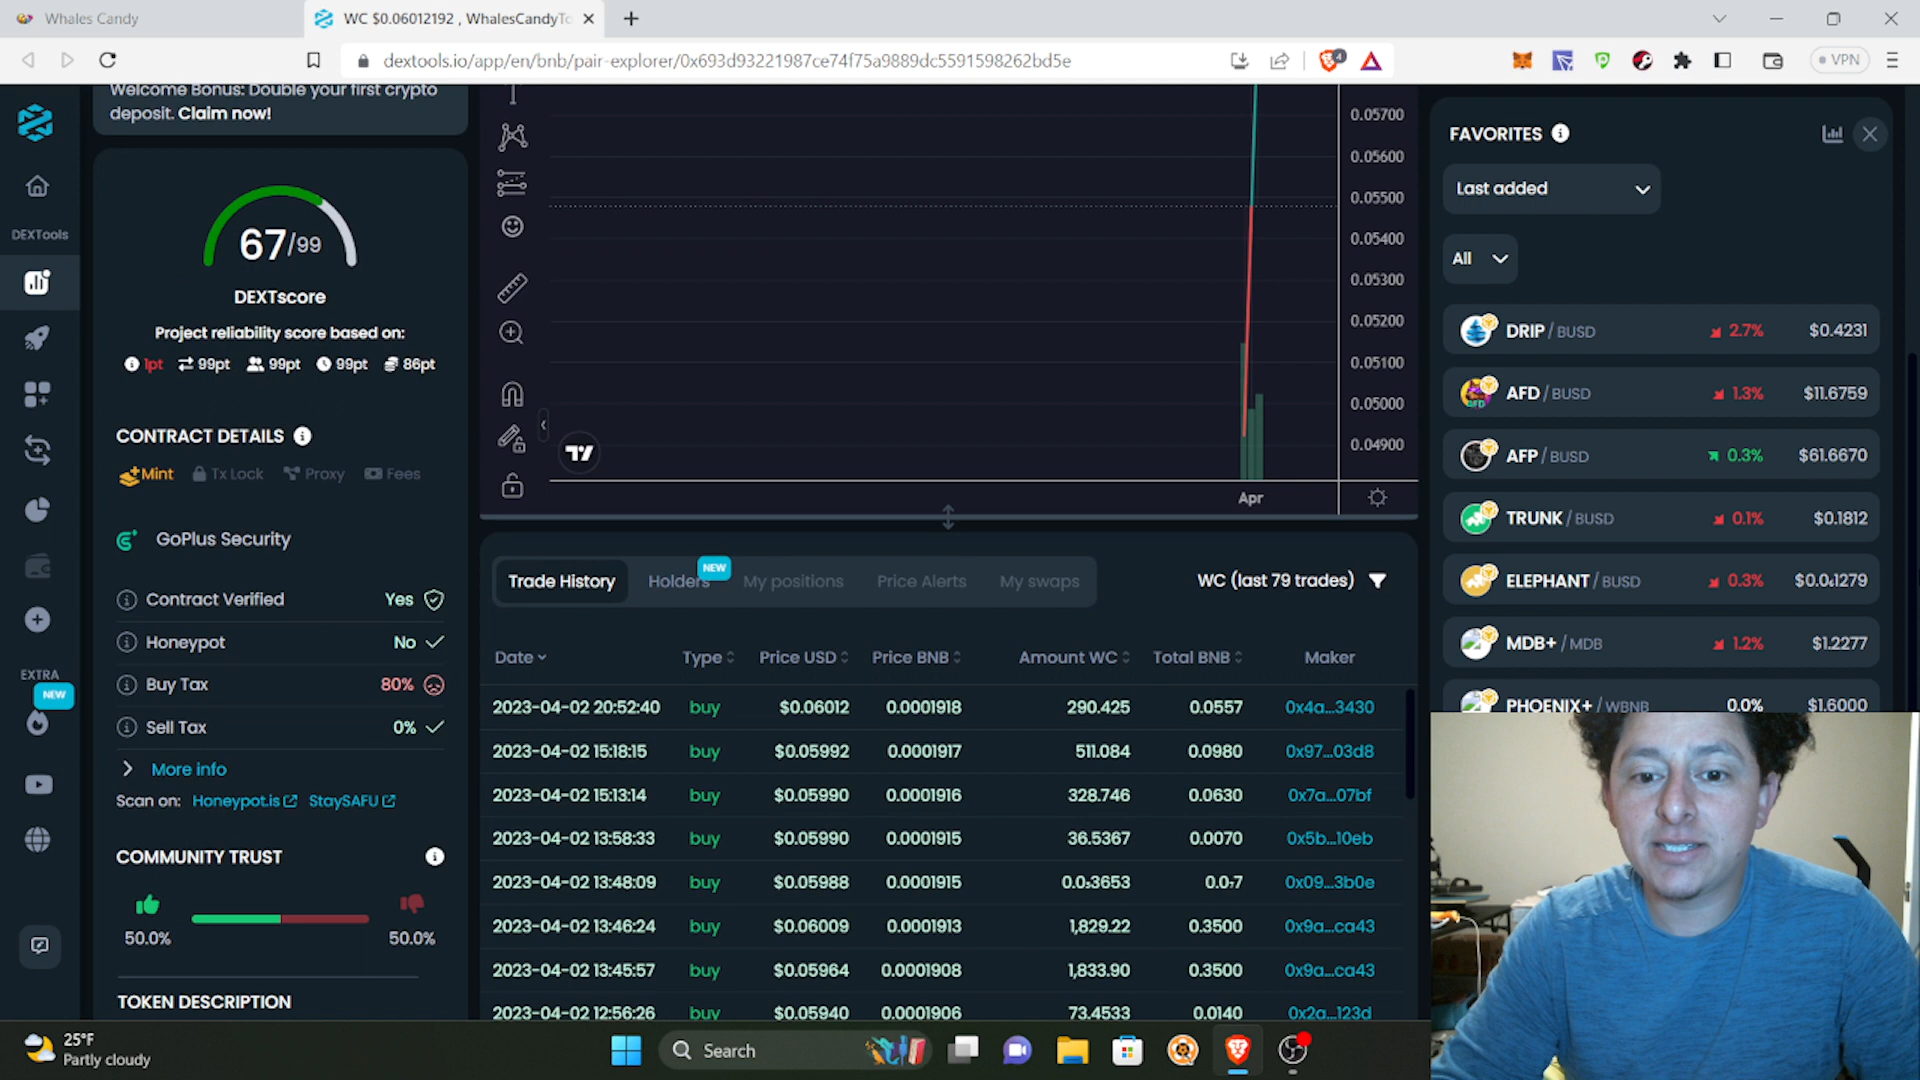 Whales Candy
WC $0.06012192 , WhalesCandyTo
dextools.io/app/en/bnb/pair-explorer/0x693d93221987ce74f75a9889dc5591598262bd5e
4
VPN
Welcome Bonus: Double your first crypto
deposit. Claim now!
DEXTools
EXTRA
NEW
67/99
DEXTscore
Project reliability score based on:
1pt 99pt 99pt 99pt 86pt
CONTRACT DETAILS
Mint Tx Lock Proxy Fees
GoPlus Security
Contract Verified Yes
Honeypot No
Buy Tax 80%
Sell Tax 0%
More info
Scan on: Honeypot.is StaySAFU
COMMUNITY TRUST
50.0% 50.0%
TOKEN DESCRIPTION
0.05700
0.05600
0.05500
0.05400
0.05300
0.05200
0.05100
0.05000
0.04900
Apr
Trade History Holders NEW My positions Price Alerts My swaps WC (last 79 trades)
Date Type Price USD Price BNB Amount WC Total BNB Maker
2023-04-02 20:52:40 buy $0.06012 0.0001918 290.425 0.0557 0x4a...3430
2023-04-02 15:18:15 buy $0.05992 0.0001917 511.084 0.0980 0x97...03d8
2023-04-02 15:13:14 buy $0.05990 0.0001916 328.746 0.0630 0x7a...07bf
2023-04-02 13:58:33 buy $0.05990 0.0001915 36.5367 0.0070 0x5b...10eb
2023-04-02 13:48:09 buy $0.05988 0.0001915 0.0₅3653 0.0₇7 0x09...3b0e
2023-04-02 13:46:24 buy $0.06009 0.0001913 1,829.22 0.3500 0x9a...ca43
2023-04-02 13:45:57 buy $0.05964 0.0001908 1,833.90 0.3500 0x9a...ca43
2023-04-02 12:56:26 buy $0.05940 0.0001906 73.4533 0.0140 0x2a...123d
FAVORITES
Last added
All
DRIP / BUSD 2.7% $0.4231
AFD / BUSD 1.3% $11.6759
AFP / BUSD 0.3% $61.6670
TRUNK / BUSD 0.1% $0.1812
ELEPHANT / BUSD 0.3% $0.0₆1279
MDB+ / MDB 1.2% $1.2277
PHOENIX+ / WBNB 0.0% $1.6000
25°F
Partly cloudy
Search